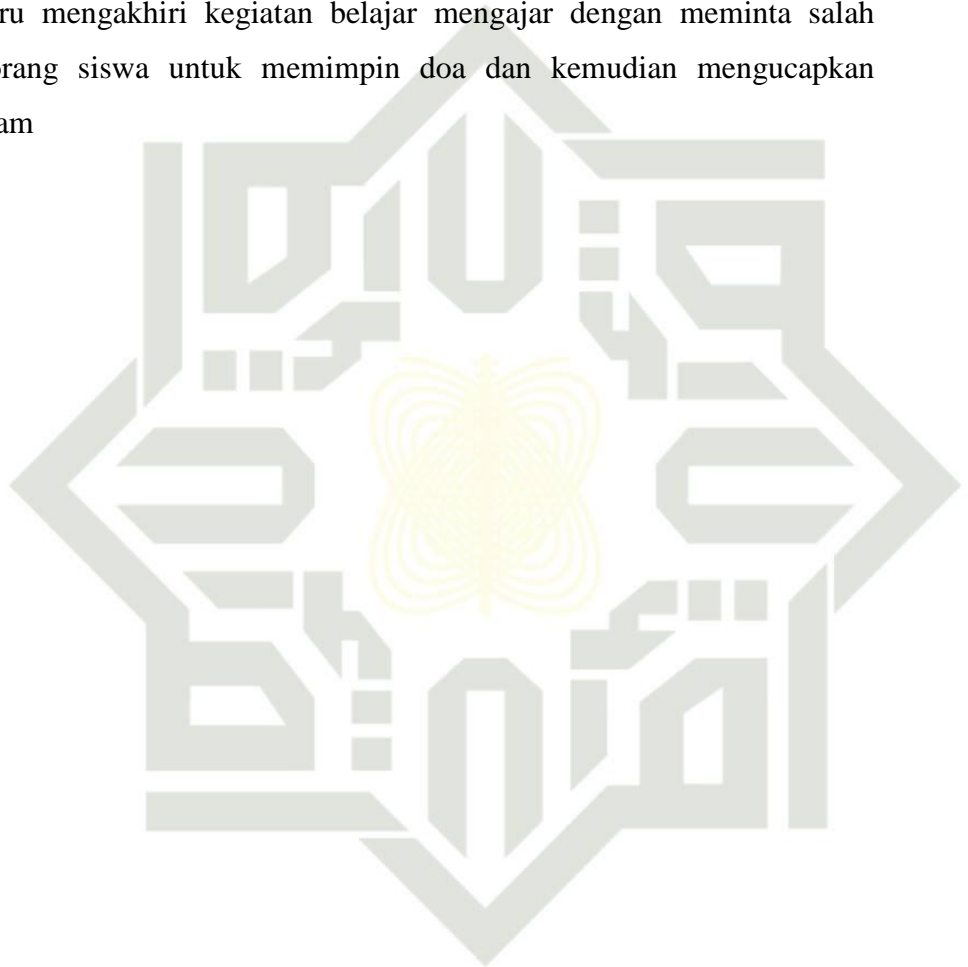 ru mengakhiri kegiatan belajar mengajar dengan meminta salah
orang siswa untuk memimpin doa dan kemudian mengucapkan
am